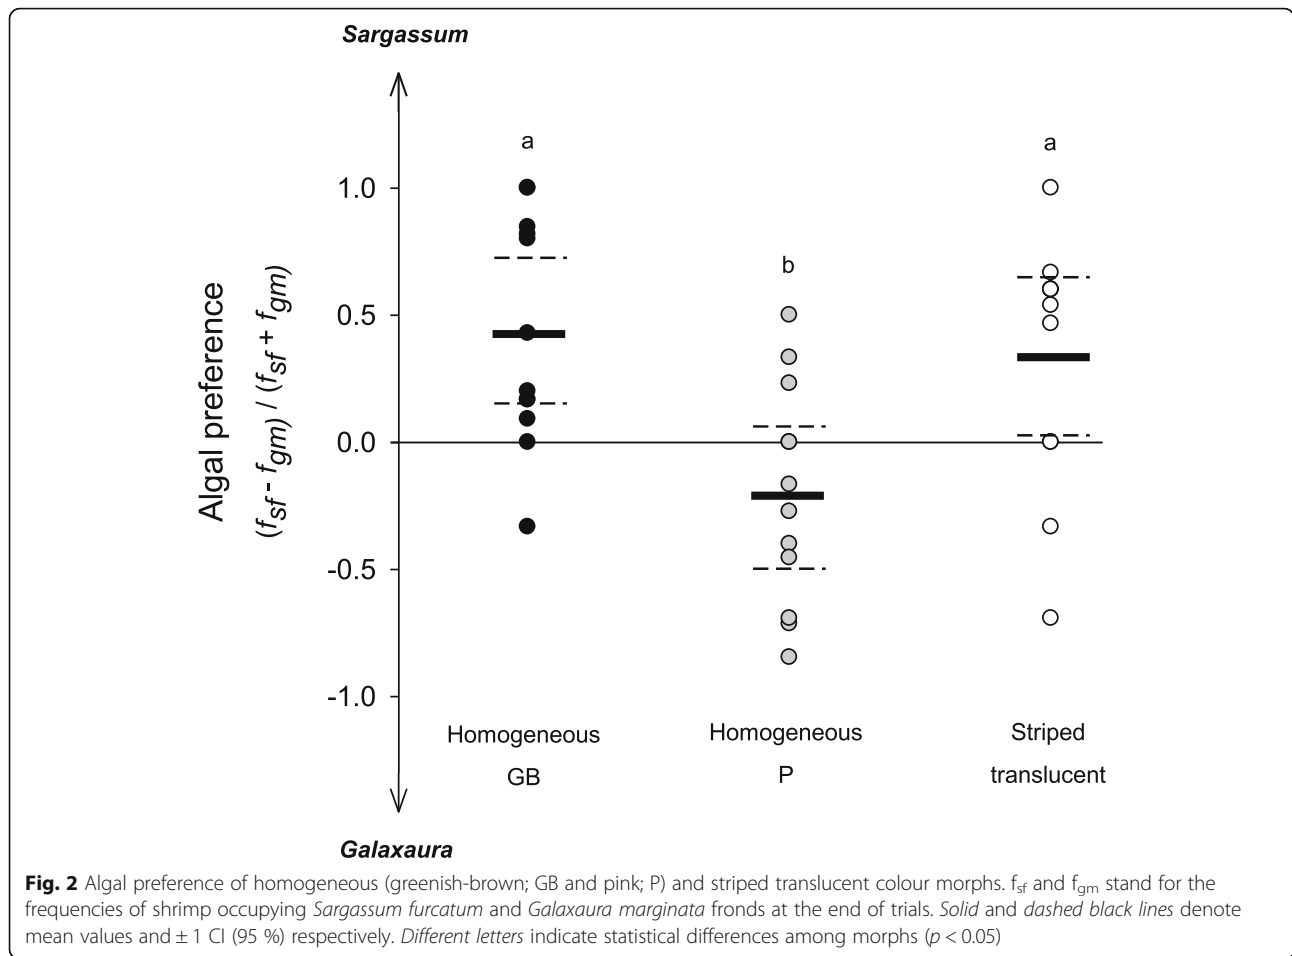 Sargassum
a
a
1.0
b
0.5
Algal preference
(fsf - fgm) / (fsf + fgm)
0.0
-0.5
-1.0
Homogeneous
GB
Homogeneous
P
Striped
translucent
Galaxaura
Fig. 2 Algal preference of homogeneous (greenish-brown; GB and pink; P) and striped translucent colour morphs. fsf and fgm stand for the
frequencies of shrimp occupying Sargassum furcatum and Galaxaura marginata fronds at the end of trials. Solid and dashed black lines denote
mean values and ± 1 CI (95 %) respectively. Different letters indicate statistical differences among morphs (p < 0.05)